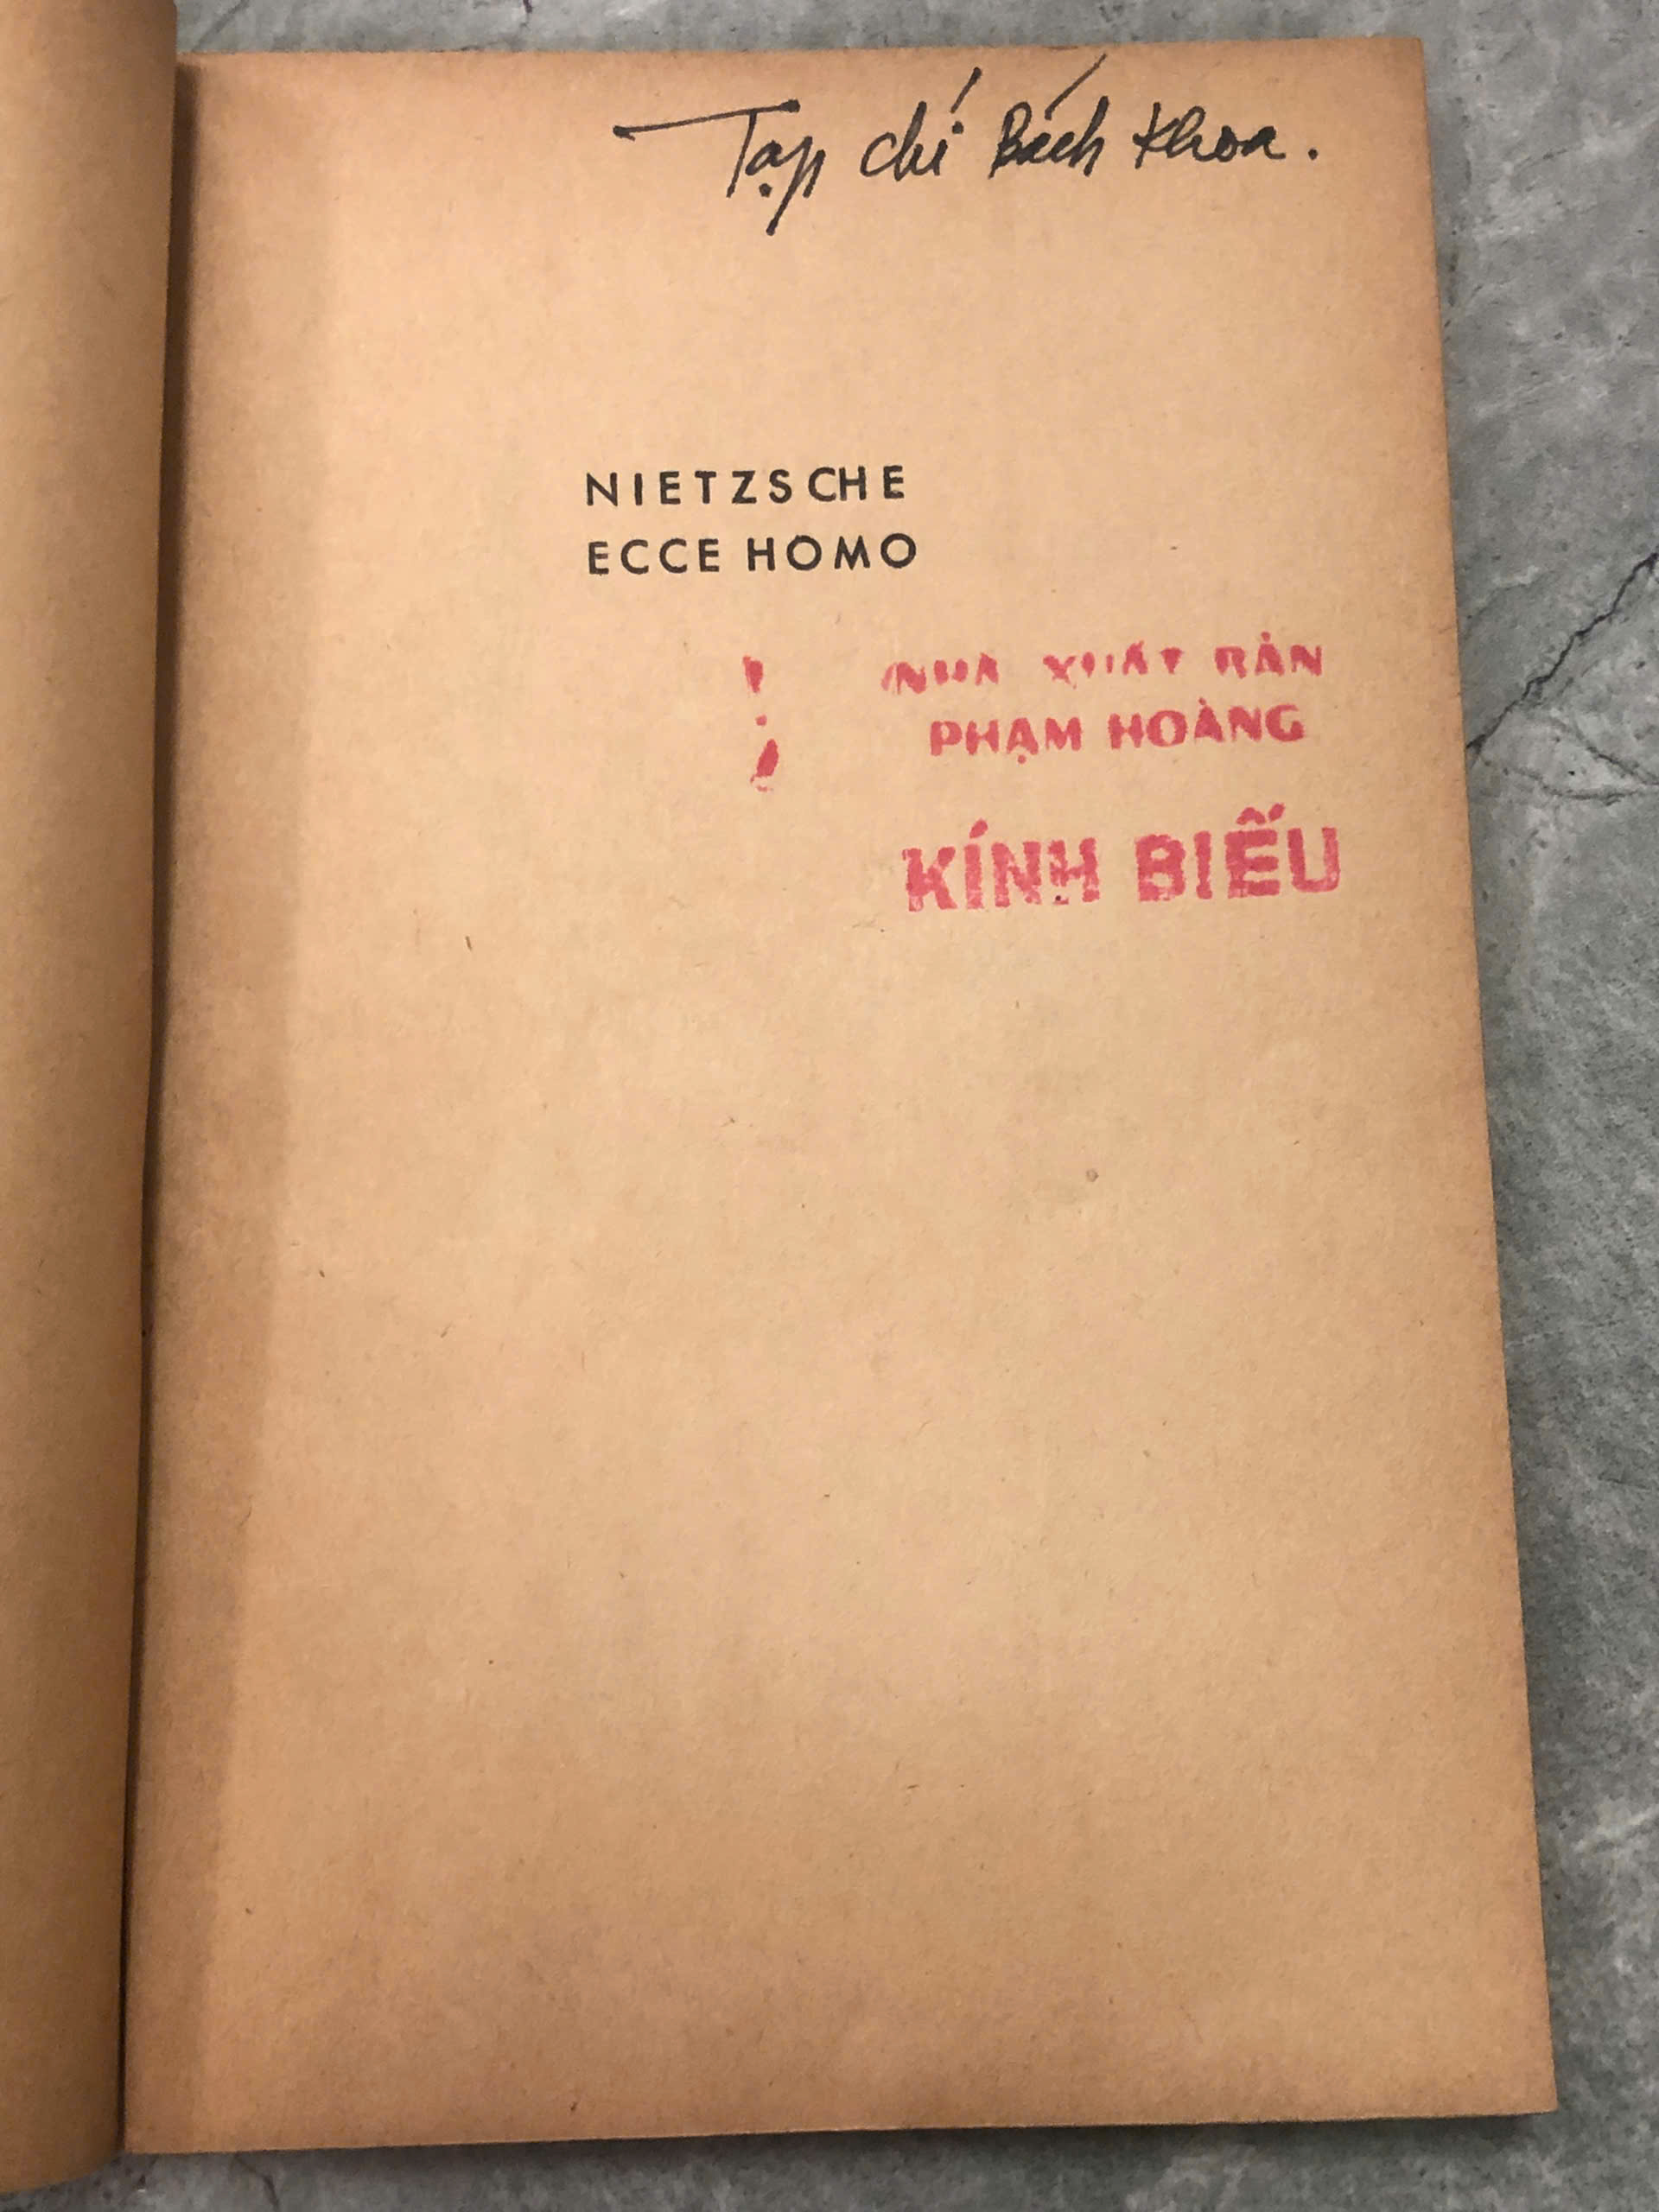 Tạp chí Bách Khoa.
NIETZSCHE
ECCE HOMO
NHÀ XUẤT BẢN
PHẠM HOÀNG
KÍNH BIẾU